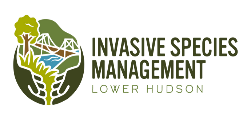 INVASIVE SPECIES
MANAGEMENT
LOWER HUDSON